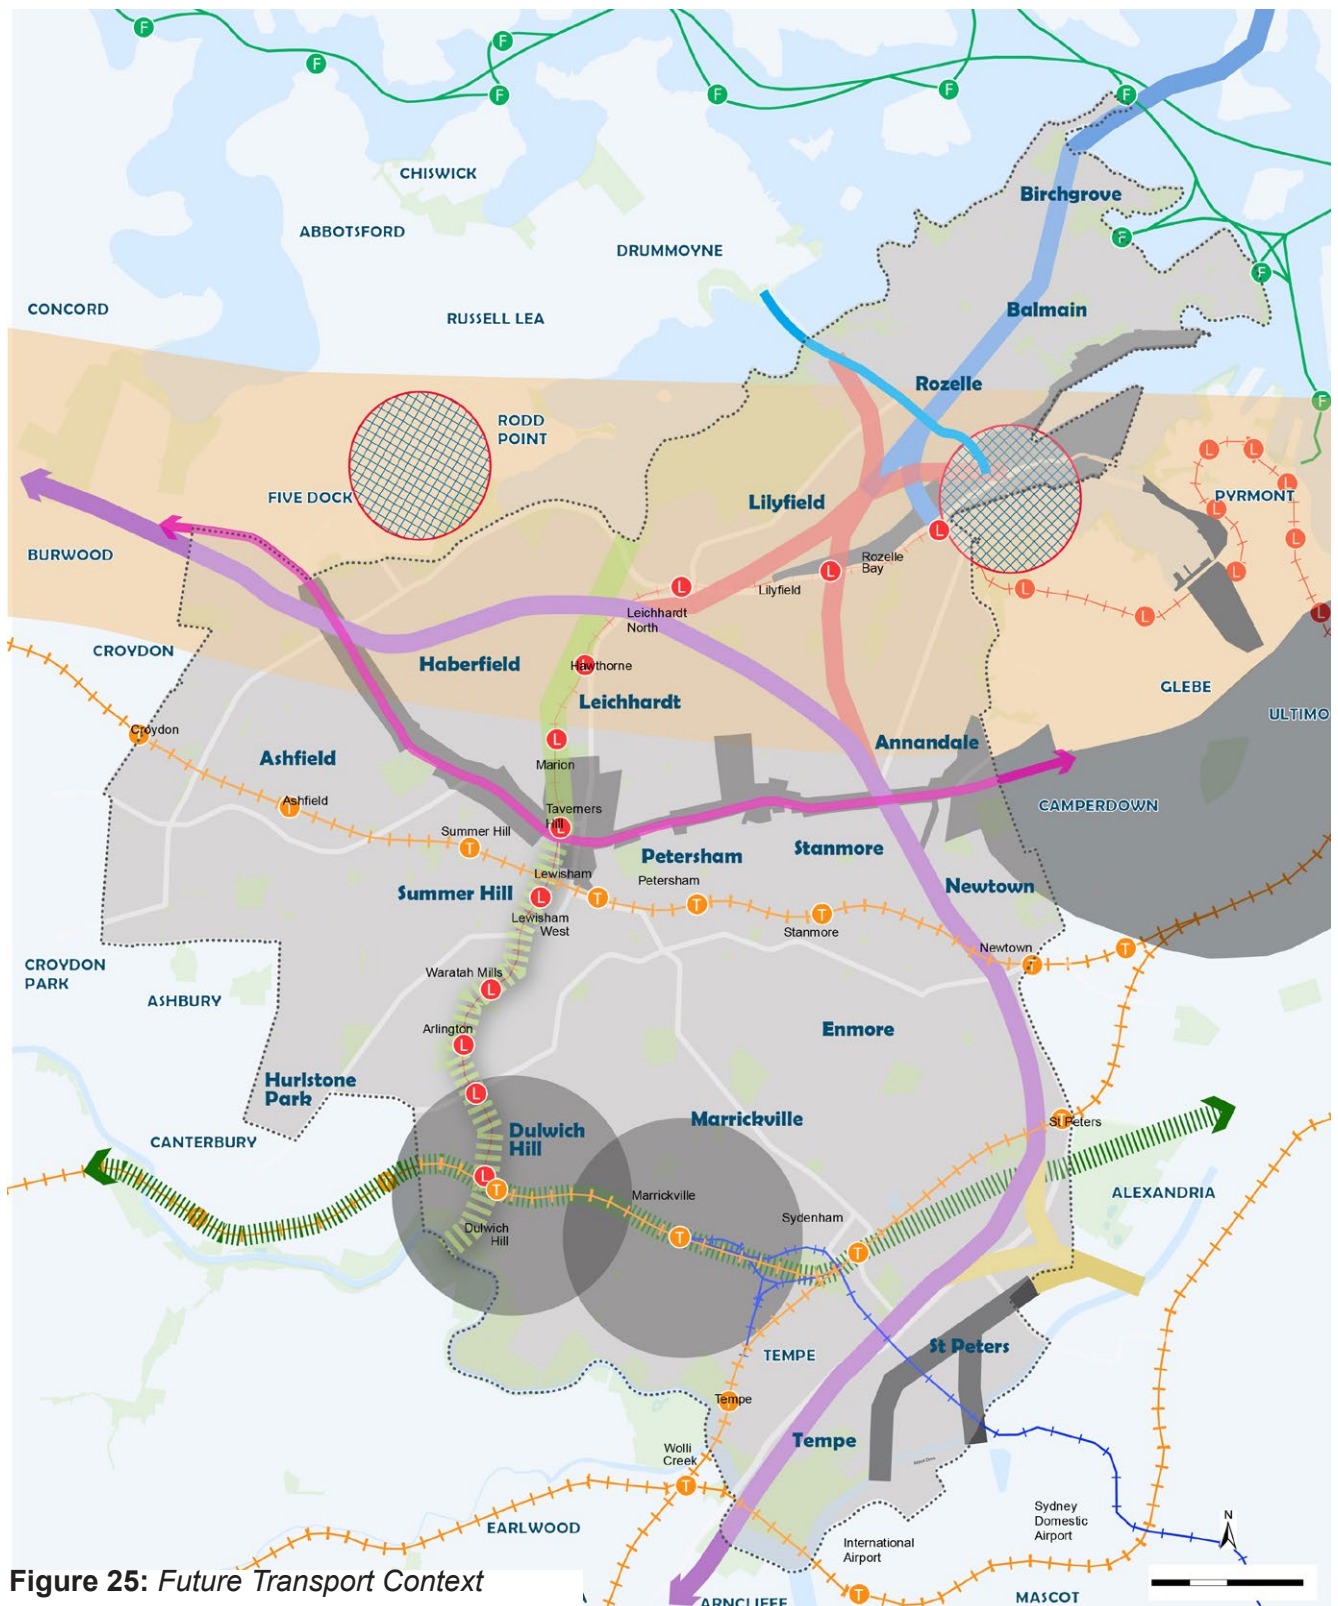 F
F
F
F
F
F
F
CHISWICK
Birchgrove
ABBOTSFORD
F
DRUMMOYNE
F
CONCORD
Balmain
RUSSELL LEA
Rozelle
F
RODD
POINT
L
L
L
FIVE DOCK
Lilyfield
PYRMONT
L
L
L
BURWOOD
Rozelle
Bay
L
L
L
Lilyfield
L
L
Leichhardt
North
L
CROYDON
Haberfield
L
Hawthorne
GLEBE
Leichhardt
ULTIMO
Croydon
Ashfield
L
Annandale
Marion
Ashfield
T
CAMPERDOWN
Taverners
Hill
L
Summer Hill
T
Petersham
Stanmore
Lewisham
Petersham
Newtown
Summer Hill
L
T
T
T
Lewisham
West
Stanmore
Newtown
T
T
CROYDON
PARK
Waratah Mills
L
ASHBURY
Arlington
L
Enmore
Hurlstone
Park
L
Marrickville
St Peters
CANTERBURY
Dulwich
Hill
L
T
Marrickville
ALEXANDRIA
Sydenham
Dulwich
Hill
T
T
TEMPE
St Peters
Tempe
Tempe
Wolli
Creek
T
Sydney
Domestic
Airport
N
EARLWOOD
International
Airport
Figure 25: Future Transport Context
T
ARNCLIFFE
MASCOT